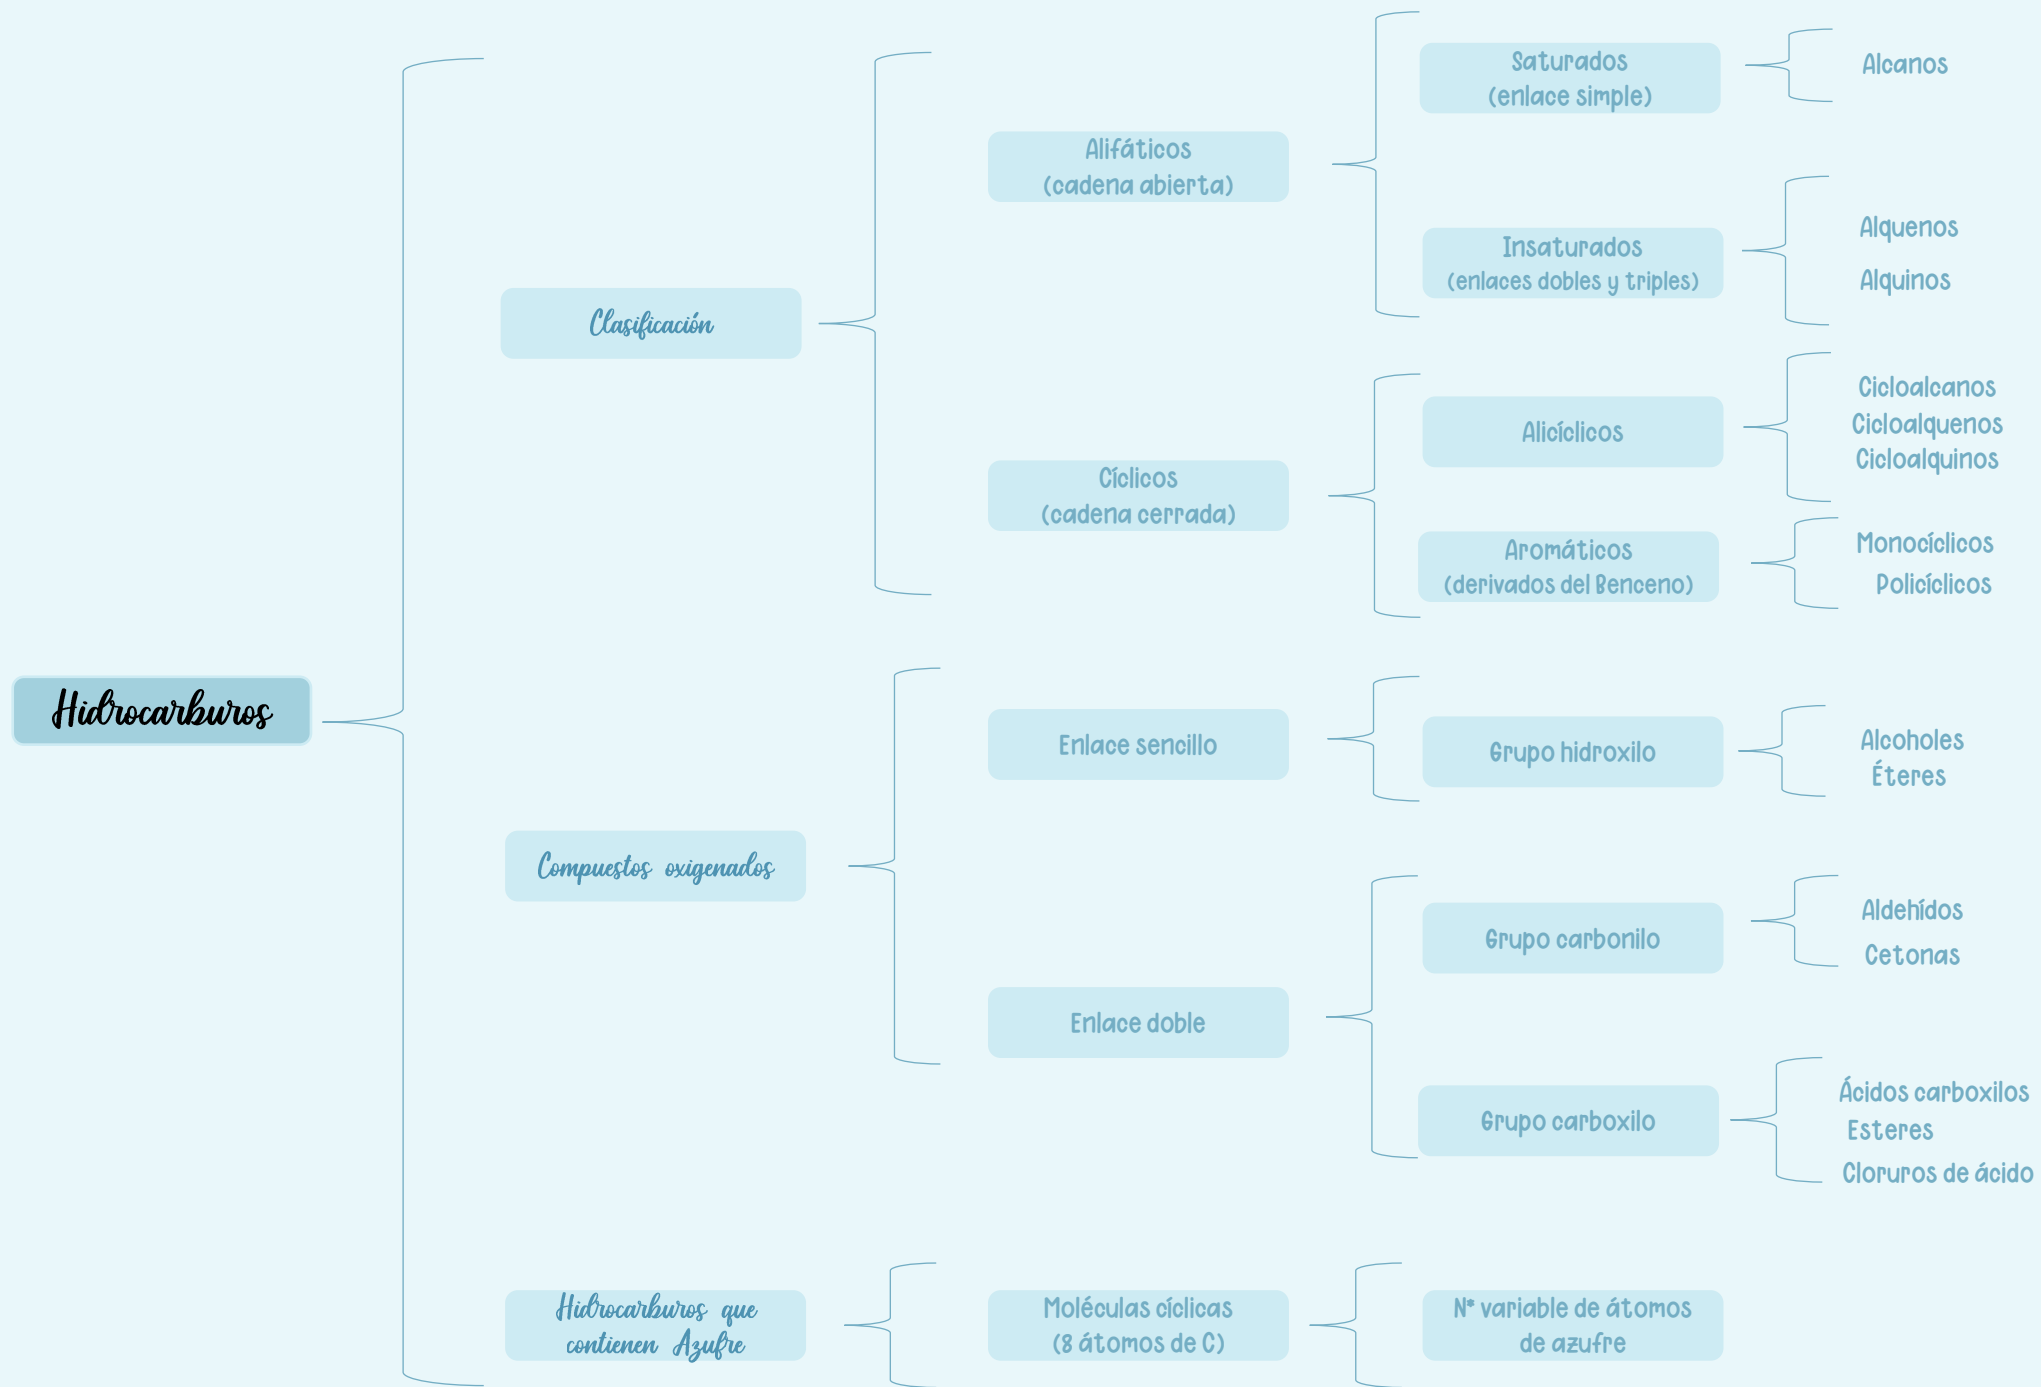 Hidrocarburos
Clasificación
Alifáticos
(cadena abierta)
Saturados
(enlace simple)
Alcanos
Insaturados
(enlaces dobles y triples)
Alquenos
Alquinos
Cíclicos
(cadena cerrada)
Alicíclicos
Cicloalcanos
Cicloalquenos
Cicloalquinos
Aromáticos
(derivados del Benceno)
Monocíclicos
Policíclicos
Compuestos oxigenados
Enlace sencillo
Grupo hidroxilo
Alcoholes
Éteres
Enlace doble
Grupo carbonilo
Aldehídos
Cetonas
Grupo carboxilo
Ácidos carboxilos
Esteres
Cloruros de ácido
Hidrocarburos que
contienen Azufre
Moléculas cíclicas
(8 átomos de C)
N° variable de átomos
de azufre